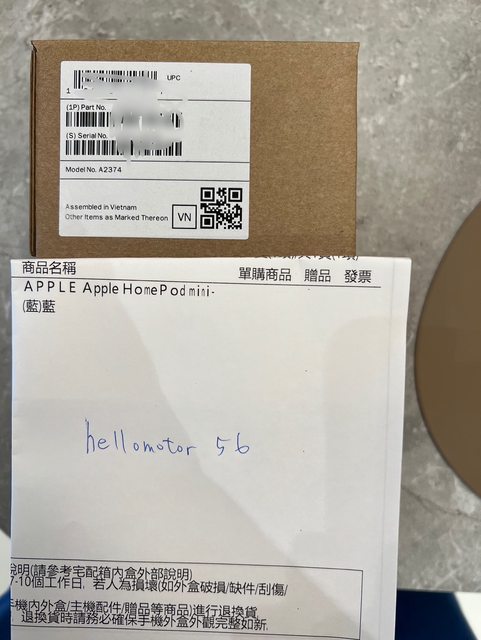 UPC
1
(1P) Part No.
(S) Serial No.
Model No. A2374
Assembled in Vietnam
Other Items as Marked Thereon
VN
商品名稱 單購商品 贈品 發票
APPLE Apple HomePod mini-
(藍)藍
hellomotor 56
說明(請參考宅配箱內盒外部說明)
7-10個工作日, 若人為損壞(如外盒破損/缺件/刮傷/
機內外盒/主機配件/贈品等商品)進行退換貨
退換貨時請務必確保手機外盒外觀完整如新,